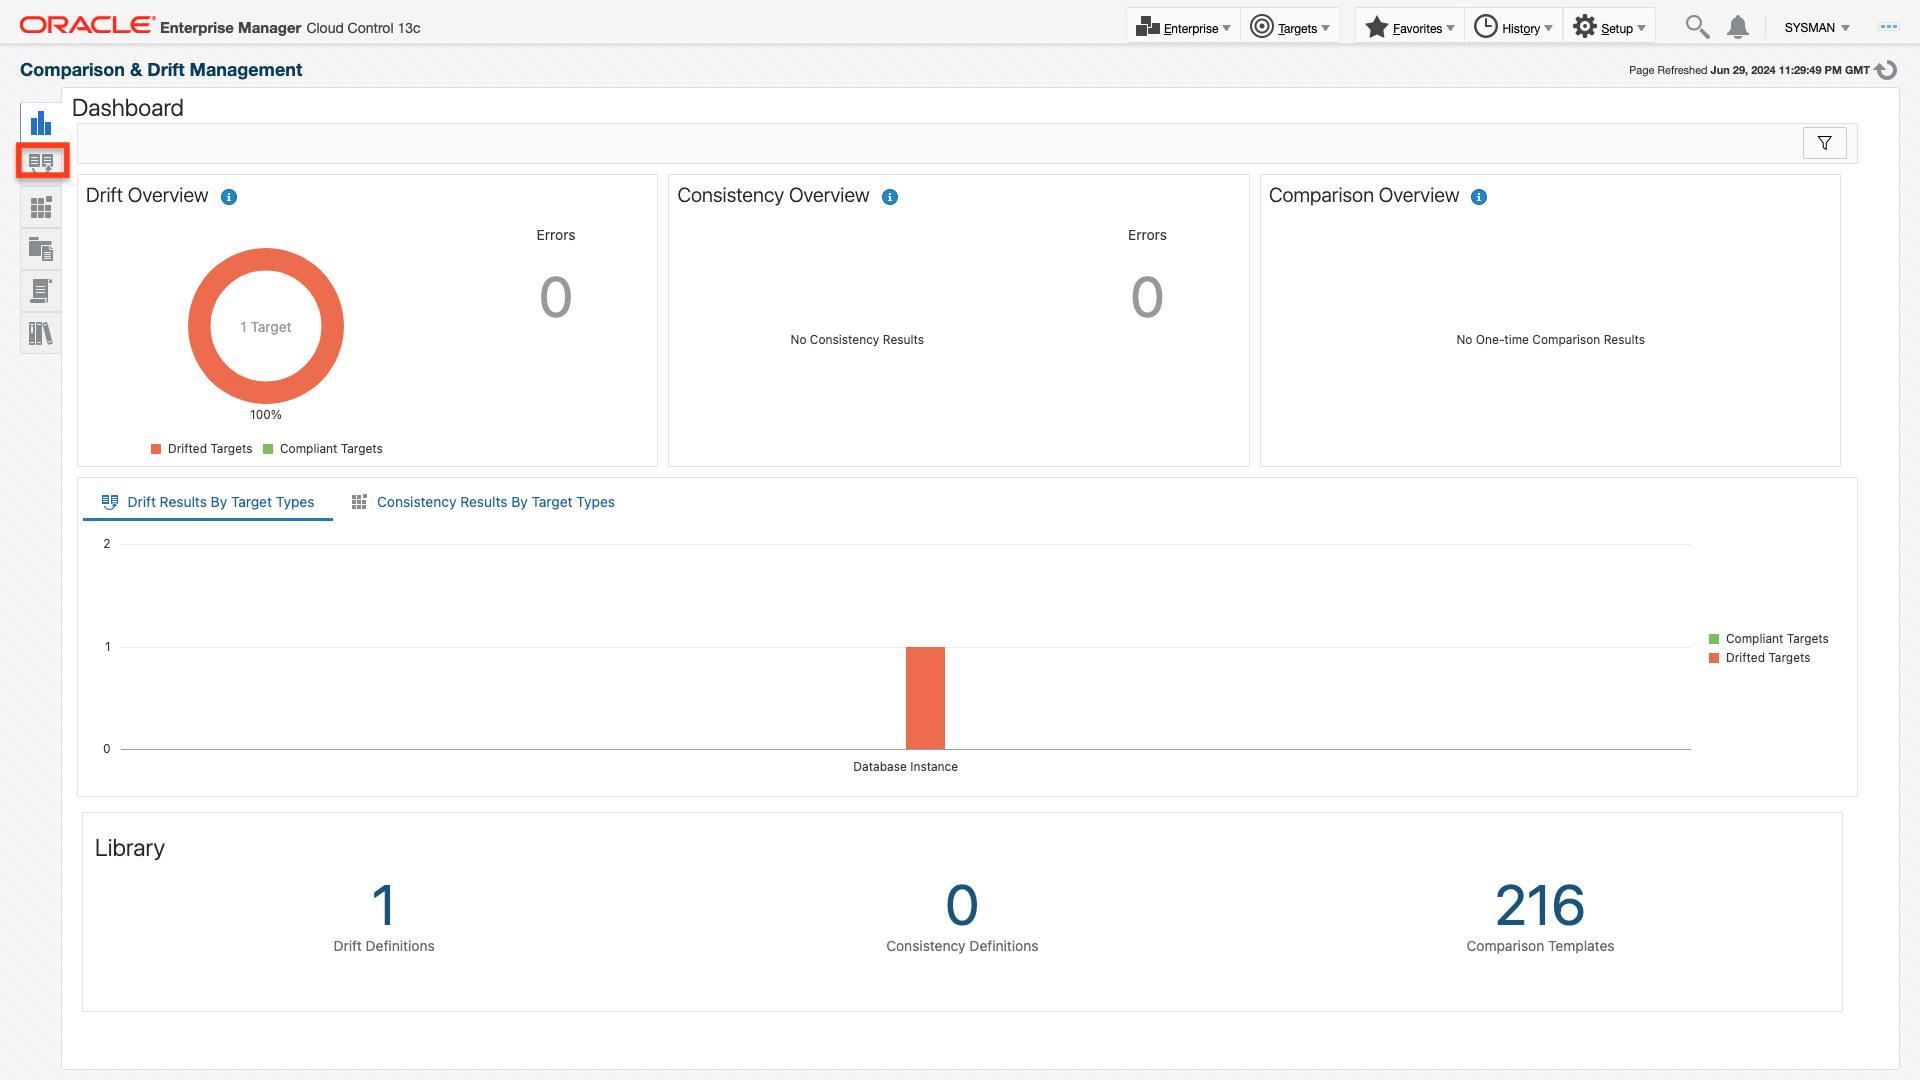 ORACLE Enterprise Manager Cloud Control 13c
Enterprise
Targets
Favorites
History
Setup
SYSMAN
Comparison & Drift Management
Page Refreshed Jun 29, 2024 11:29:49 PM GMT
Dashboard
Drift Overview
Errors
0
1 Target
100%
Drifted Targets
Compliant Targets
Consistency Overview
Errors
0
No Consistency Results
Comparison Overview
No One-time Comparison Results
Drift Results By Target Types
Consistency Results By Target Types
2
1
0
Database Instance
Compliant Targets
Drifted Targets
Library
1
Drift Definitions
0
Consistency Definitions
216
Comparison Templates